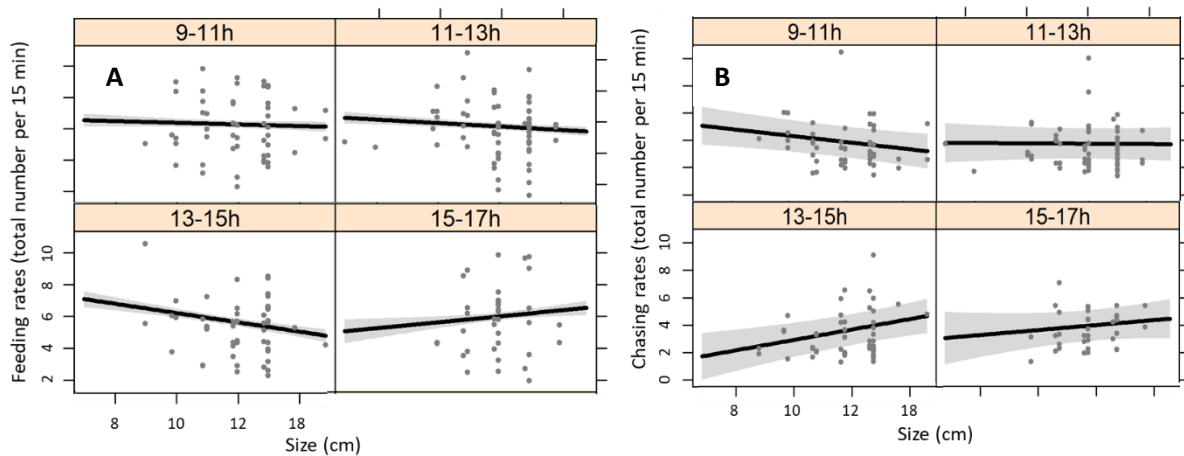 9-11h 11-13h
A
13-15h 15-17h
Feeding rates (total number per 15 min)
10
8
6
4
2
8 10 12 18
Size (cm)
9-11h 11-13h
B
13-15h 15-17h
Chasing rates (total number per 15 min)
10
8
6
4
2
0
8 10 12 18
Size (cm)